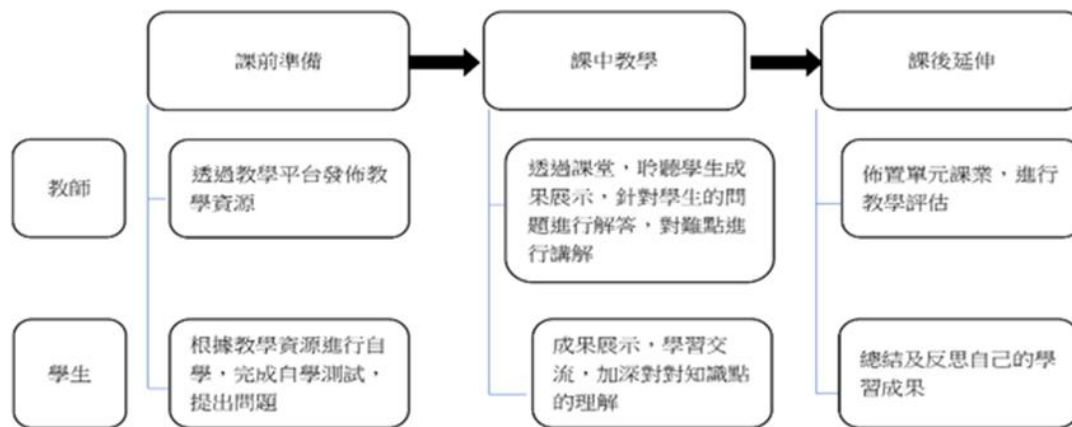 課前準備
課中教學
課後延伸
教師
透過教學平台發佈教
學資源
透過課堂，聆聽學生成
果展示，針對學生的問
題進行解答，對難點進
行講解
佈置單元課業，進行
教學評估
學生
根據教學資源進行自
學，完成自學測試，
提出問題
成果展示，學習交
流，加深對對知識點
的理解
總結及反思自己的學
習成果